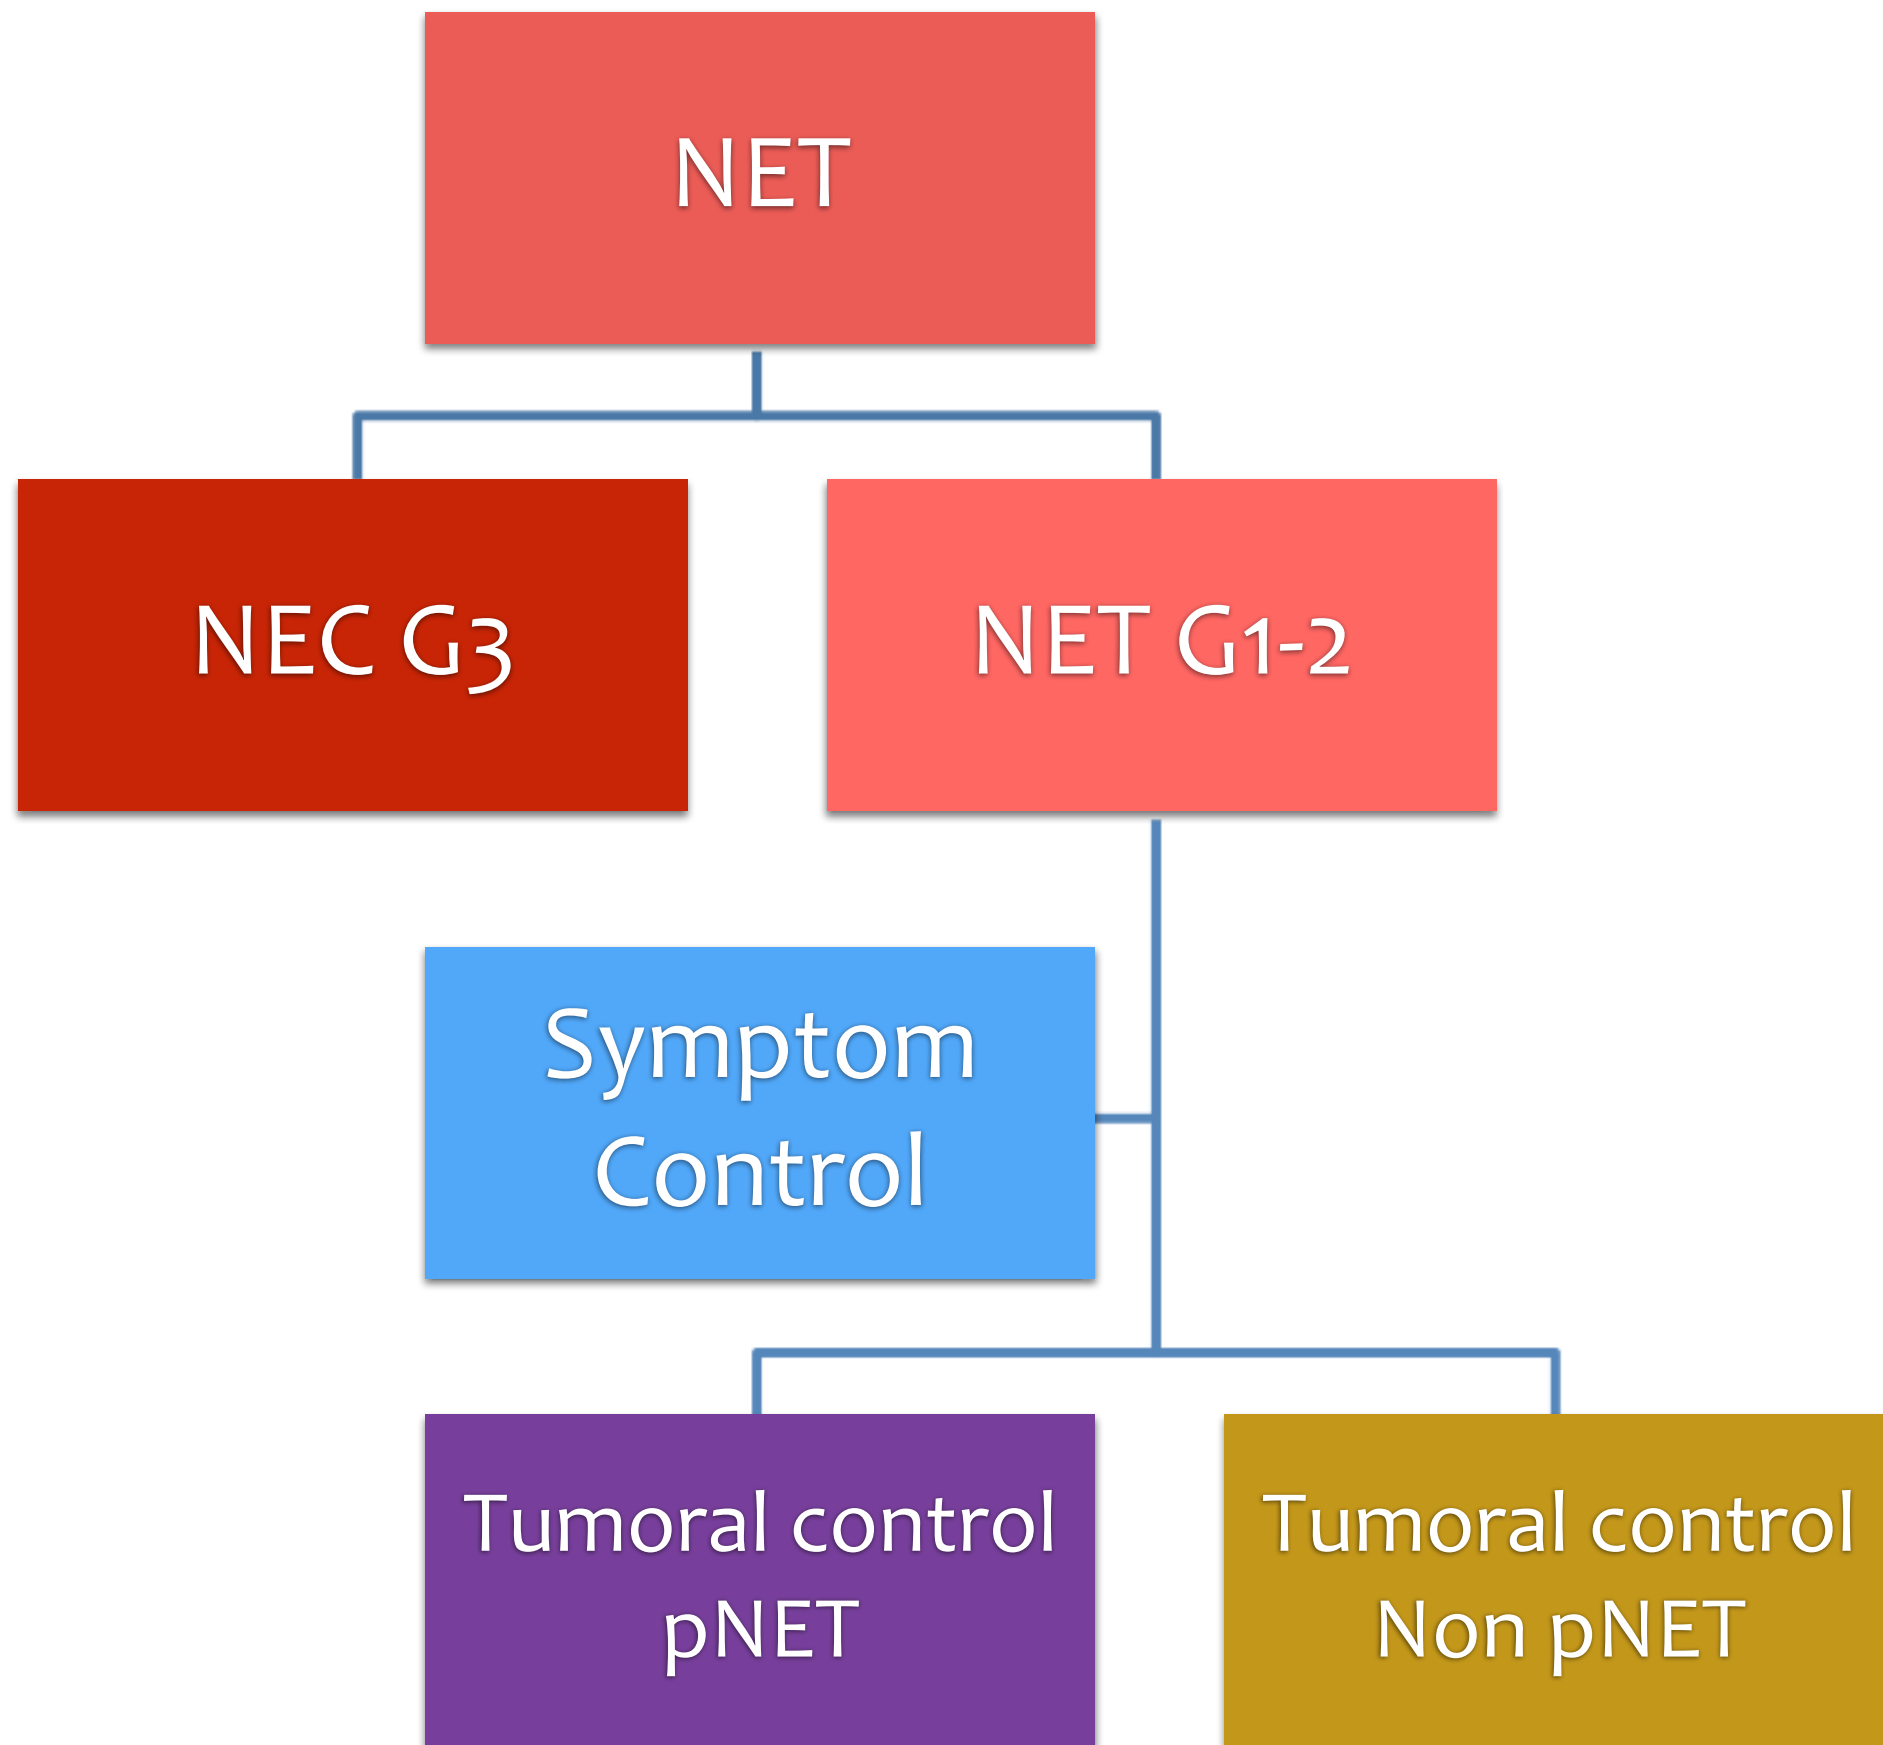 NET
NEC G3
NET G1-2
Symptom
Control
Tumoral control
pNET
Tumoral control
Non pNET